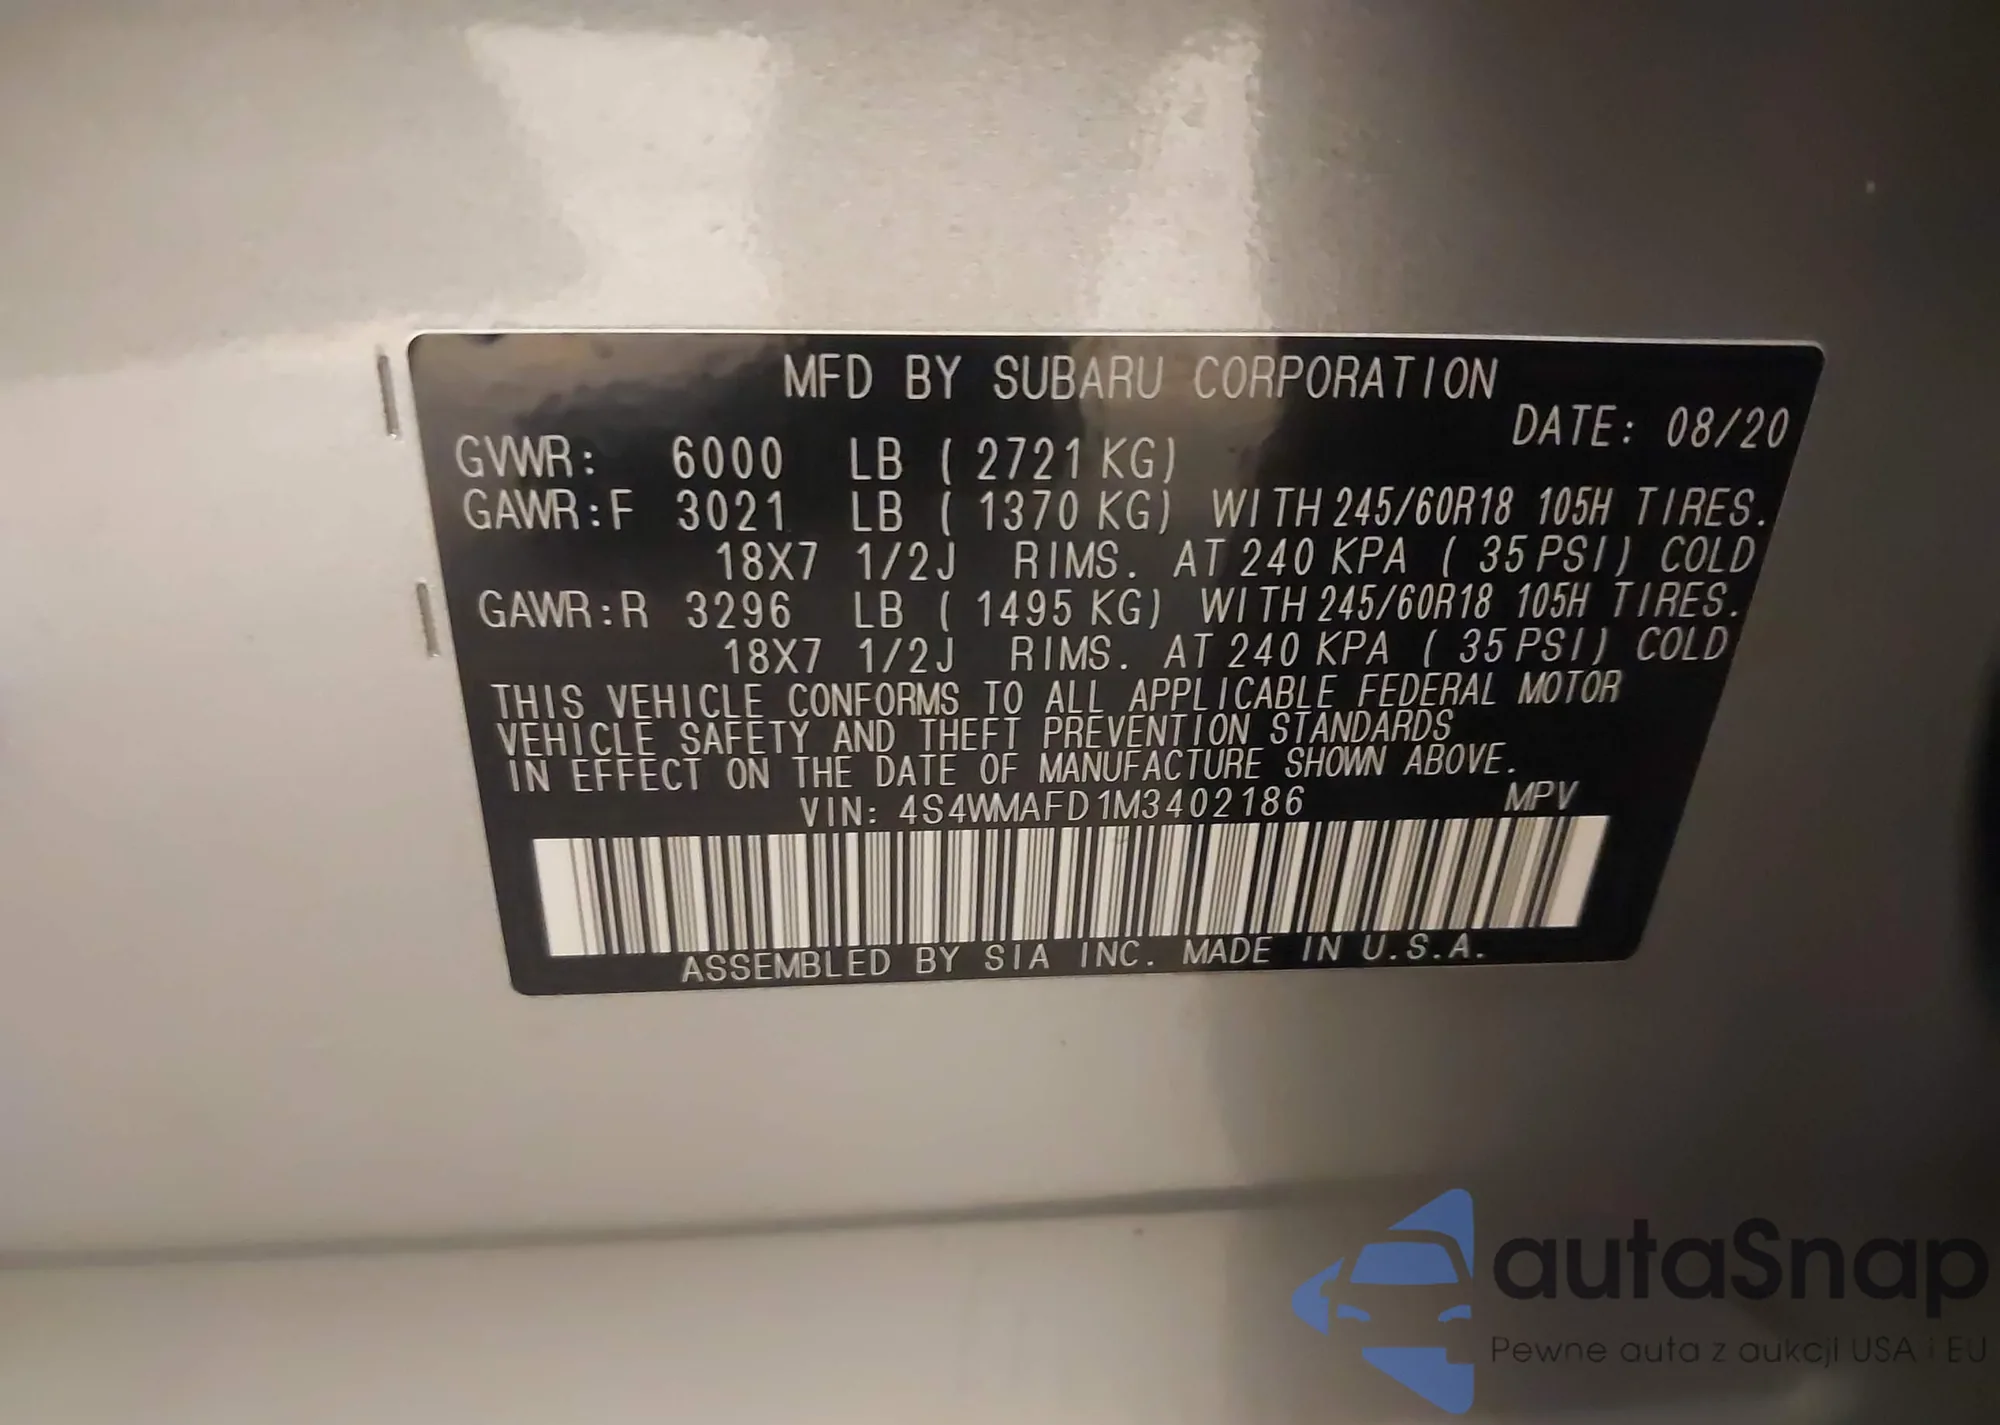 MFD BY SUBARU CORPORATION
DATE: 08/20
GVWR: 6000 LB ( 2721 KG)
GAWR:F 3021 LB ( 1370 KG) WITH 245/60R18 105H TIRES.
18X7 1/2J RIMS. AT 240 KPA ( 35 PSI) COLD
GAWR:R 3296 LB ( 1495 KG) WITH 245/60R18 105H TIRES.
18X7 1/2J RIMS. AT 240 KPA ( 35 PSI) COLD
THIS VEHICLE CONFORMS TO ALL APPLICABLE FEDERAL MOTOR
VEHICLE SAFETY AND THEFT PREVENTION STANDARDS
IN EFFECT ON THE DATE OF MANUFACTURE SHOWN ABOVE.
VIN: 4S4WMAFD1M3402186 MPV
ASSEMBLED BY SIA INC. MADE IN U.S.A.
autaSnap
Pewne auta z aukcji USA i EU